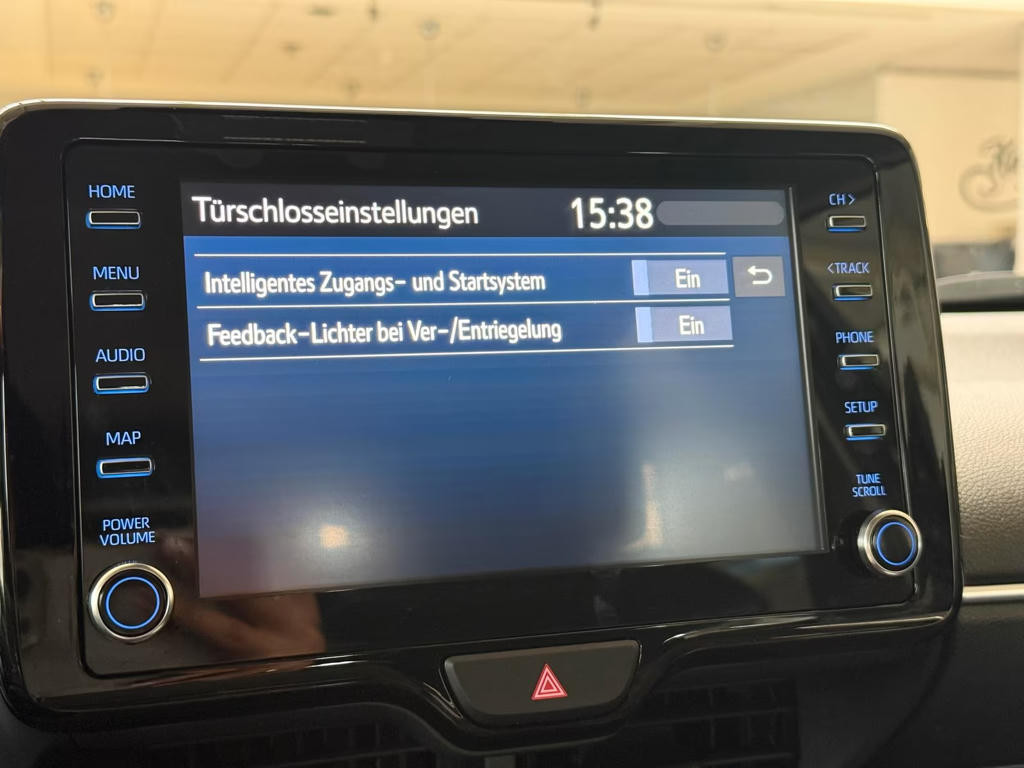 HOME
MENU
AUDIO
MAP
POWER
VOLUME
Türschlosseinstellungen 15:38
Intelligentes Zugangs- und Startsystem Ein
Feedback-Lichter bei Ver-/Entriegelung Ein
CH>
<TRACK
PHONE
SETUP
TUNE
SCROLL